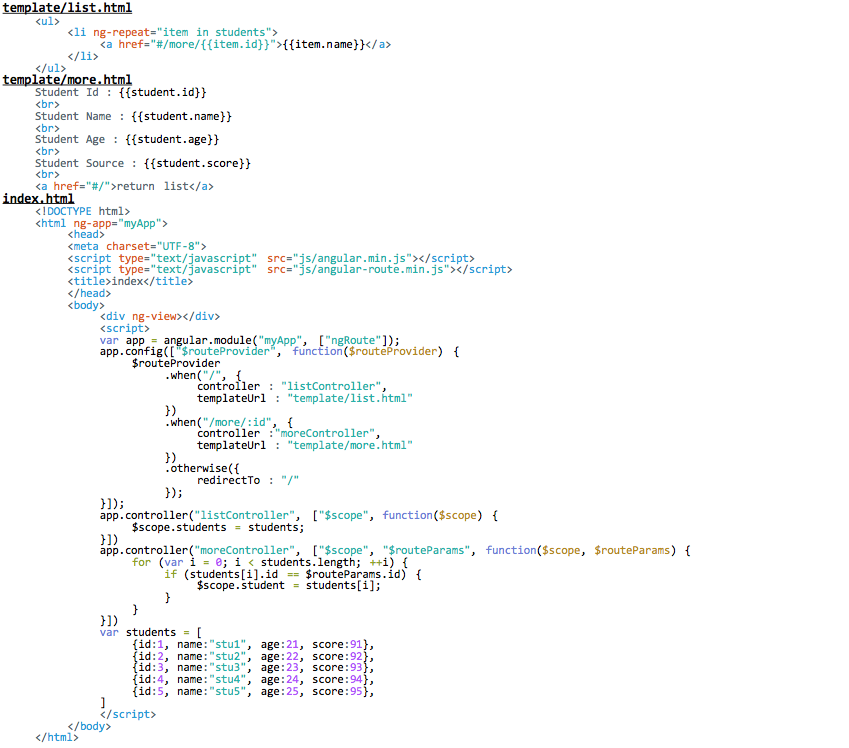 template/list.html
<ul>
<li ng-repeat="item in students">
<a href="#/more/{{item.id}}">{{item.name}}</a>
</li>
</ul>
template/more.html
Student Id : {{student.id}}
<br>
Student Name : {{student.name}}
<br>
Student Age : {{student.age}}
<br>
Student Source : {{student.score}}
<br>
<a href="#/">return list</a>
index.html
<!DOCTYPE html>
<html ng-app="myApp">
<head>
<meta charset="UTF-8">
<script type="text/javascript" src="js/angular.min.js"></script>
<script type="text/javascript" src="js/angular-route.min.js"></script>
<title>index</title>
</head>
<body>
<div ng-view></div>
<script>
var app = angular.module("myApp", ["ngRoute"]);
app.config(["$routeProvider", function($routeProvider) {
$routeProvider
.when("/", {
controller : "listController",
templateUrl : "template/list.html"
})
.when("/more/:id", {
controller :"moreController",
templateUrl : "template/more.html"
})
.otherwise({
redirectTo : "/"
});
}]);
app.controller("listController", ["$scope", function($scope) {
$scope.students = students;
}])
app.controller("moreController", ["$scope", "$routeParams", function($scope, $routeParams) {
for (var i = 0; i < students.length; ++i) {
if (students[i].id == $routeParams.id) {
$scope.student = students[i];
}
}
}])
var students = [
{id:1, name:"stu1", age:21, score:91},
{id:2, name:"stu2", age:22, score:92},
{id:3, name:"stu3", age:23, score:93},
{id:4, name:"stu4", age:24, score:94},
{id:5, name:"stu5", age:25, score:95},
]
</script>
</body>
</html>